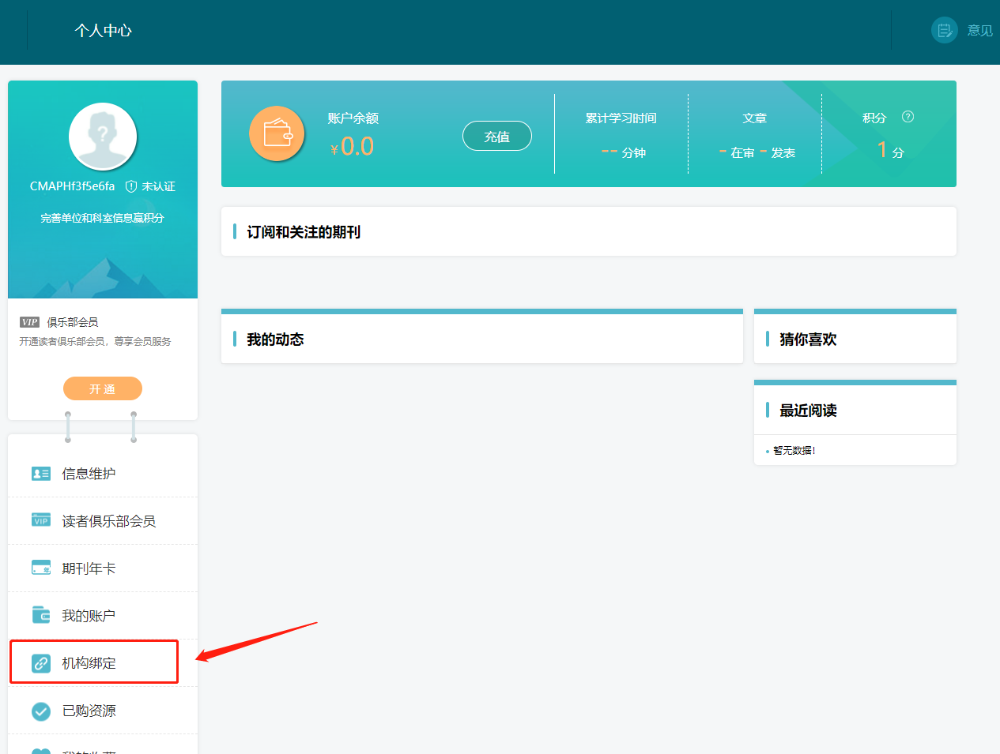 个人中心
意见
CMAPHf3f5e6fa 未认证
完善单位和科室信息赢积分
VIP 俱乐部会员
开通读者俱乐部会员，尊享会员服务
开 通
信息维护
VIP 读者俱乐部会员
年 期刊年卡
我的账户
机构绑定
已购资源
账户余额
¥0.0
充值
累计学习时间
-- 分钟
文章
- 在审 - 发表
积分 ?
1 分
订阅和关注的期刊
我的动态
猜你喜欢
最近阅读
暂无数据!